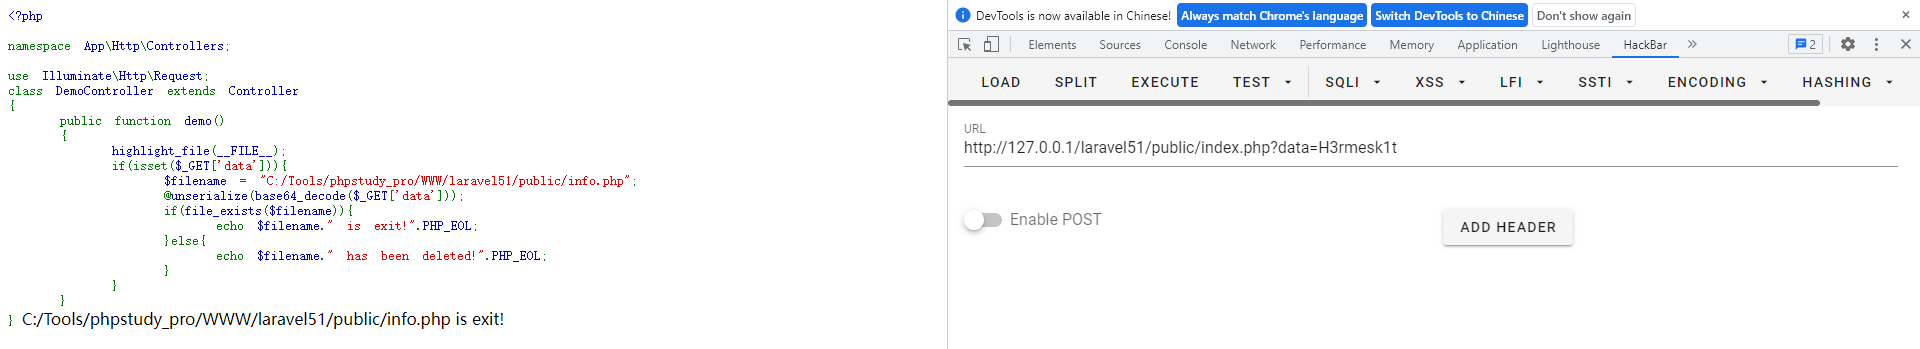 <?php
namespace App\Http\Controllers;
use Illuminate\Http\Request;
class DemoController extends Controller
{
public function demo()
{
highlight_file(__FILE__);
if(isset($_GET['data'])){
$filename = "C:/Tools/phpstudy_pro/WWW/laravel51/public/info.php";
@unserialize(base64_decode($_GET['data']));
if(file_exists($filename)){
echo $filename." is exit!".PHP_EOL;
}else{
echo $filename." has been deleted!".PHP_EOL;
}
}
}
} C:/Tools/phpstudy_pro/WWW/laravel51/public/info.php is exit!
DevTools is now available in Chinese! Always match Chrome's language Switch DevTools to Chinese Don't show again
Elements Sources Console Network Performance Memory Application Lighthouse HackBar » 2
LOAD SPLIT EXECUTE TEST SQLI XSS LFI SSTI ENCODING HASHING
URL
http://127.0.0.1/laravel51/public/index.php?data=H3rmesk1t
Enable POST ADD HEADER